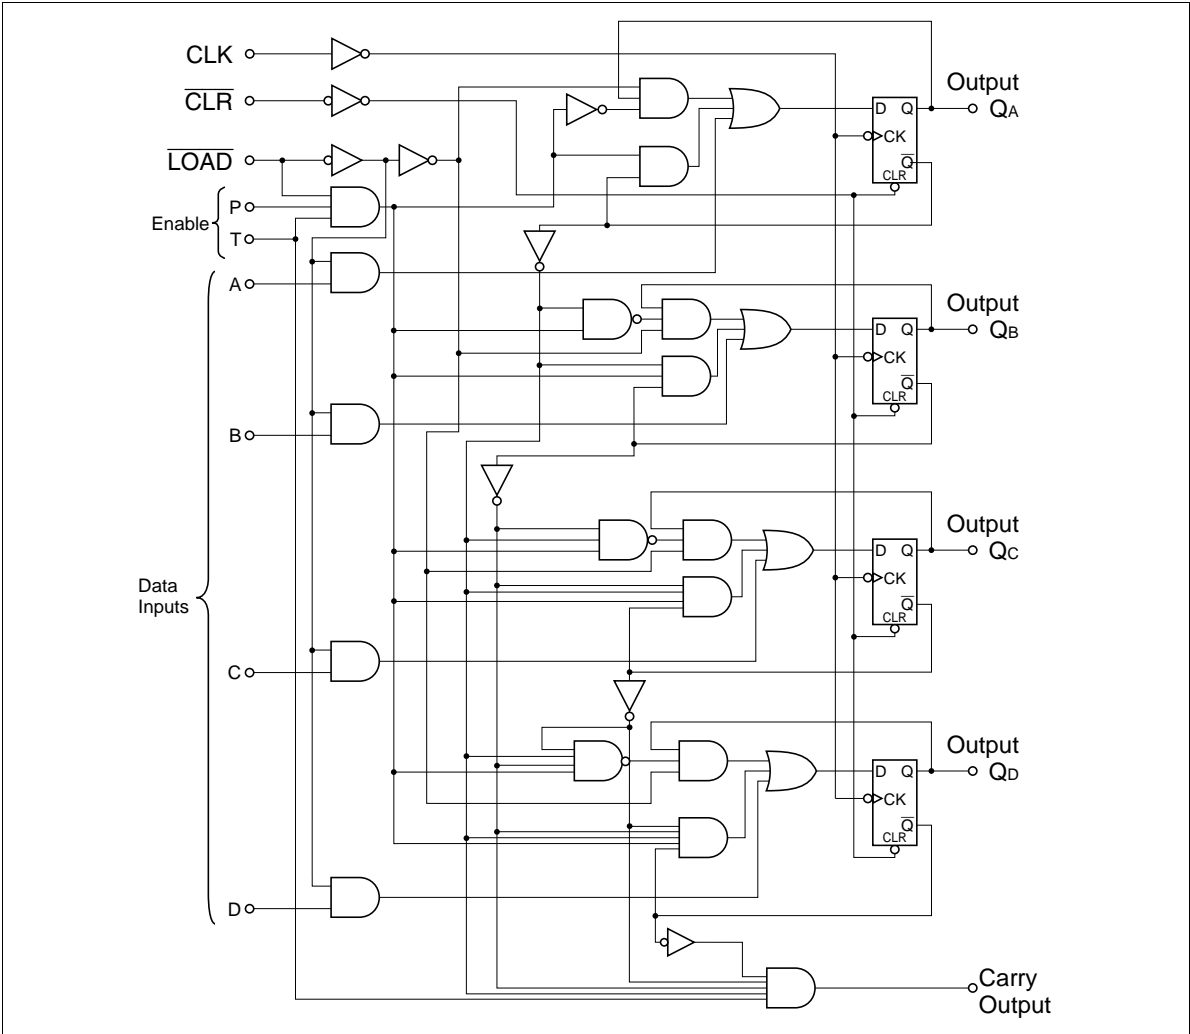 CLK
CLR
LOAD
Enable
P
T
Data
Inputs
A
B
C
D
D Q
CK
Q
CLR
Output
QA
D Q
CK
Q
CLR
Output
QB
D Q
CK
Q
CLR
Output
QC
D Q
CK
Q
CLR
Output
QD
Carry
Output